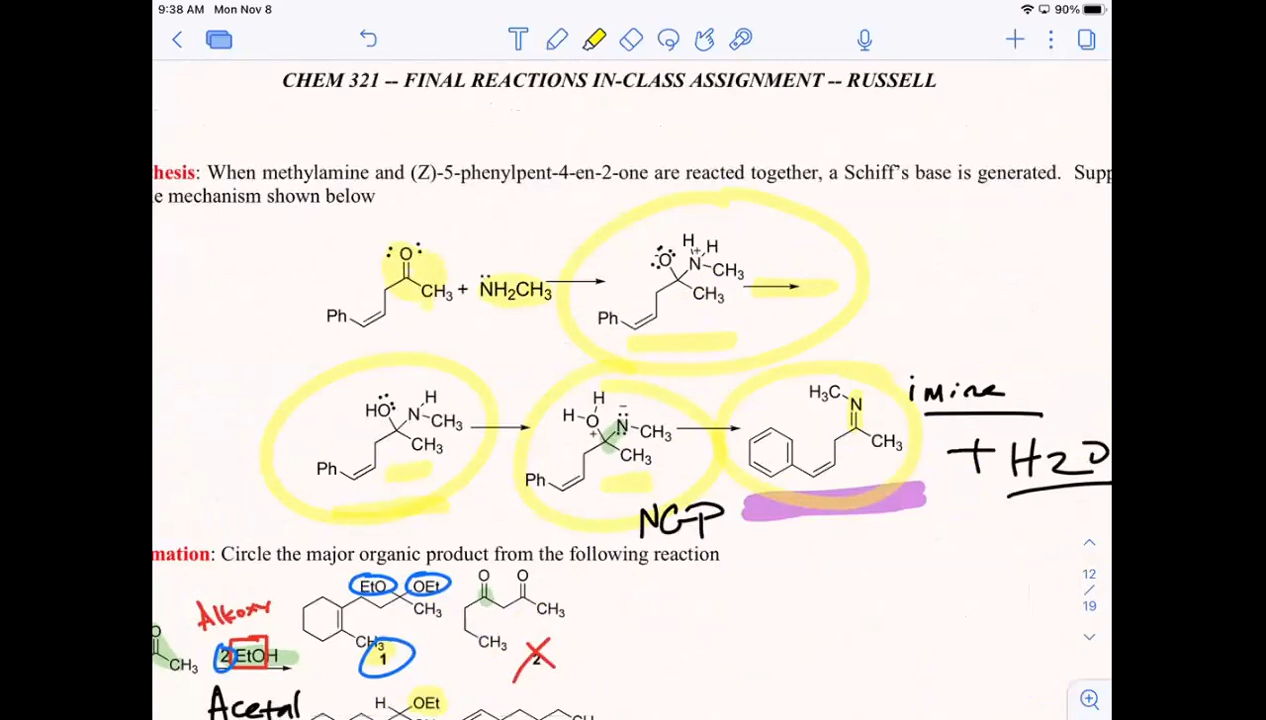 9:38 AM Mon Nov 8
90%
CHEM 321 -- FINAL REACTIONS IN-CLASS ASSIGNMENT -- RUSSELL
hesis: When methylamine and (Z)-5-phenylpent-4-en-2-one are reacted together, a Schiff's base is generated. Supp
e mechanism shown below
O
CH3
+
NH2CH3
Ph
O
H
H
N
+
CH3
CH3
Ph
HO
H
N
CH3
CH3
Ph
H
H
O
+
N
CH3
CH3
Ph
H3C
N
CH3
imine
+ H2O
NGP
mation: Circle the major organic product from the following reaction
Alkoxy
O
CH3
2EtOH
EtO
OEt
CH3
CH3
1
O
O
CH3
CH3
2
Acetal
H
OEt
12
/
19